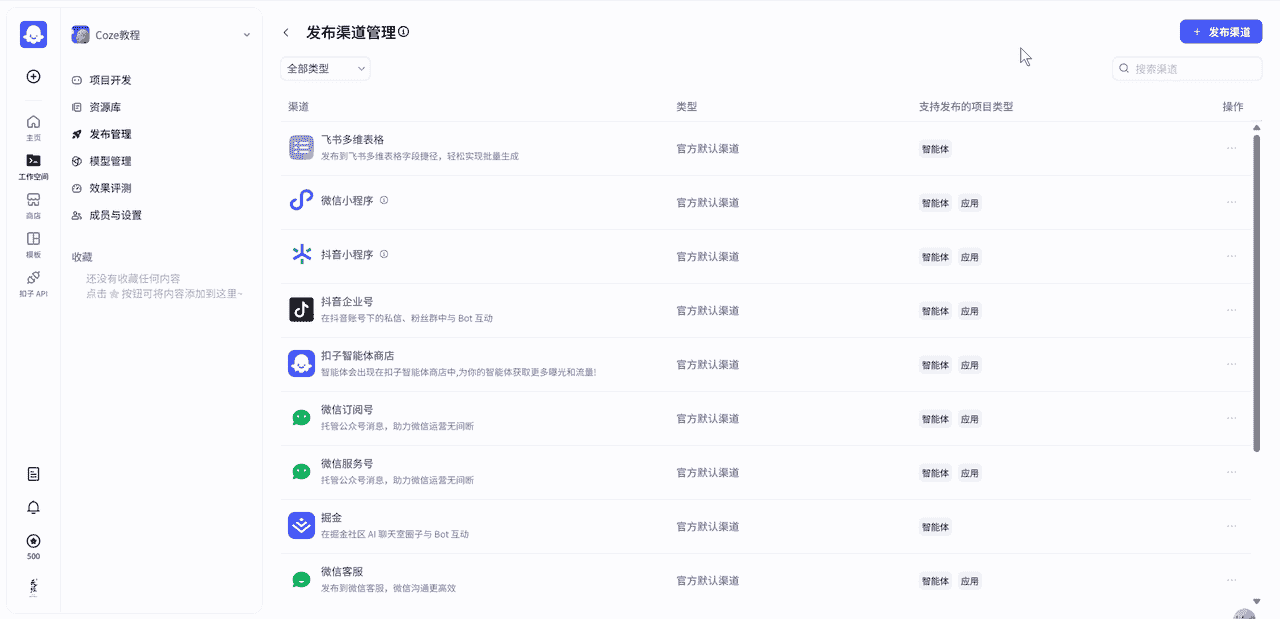 Coze教程
项目开发
资源库
发布管理
模型管理
效果评测
成员与设置
收藏
还没有收藏任何内容
点击 ☆ 按钮可将内容添加到这里~
主页
工作空间
商店
模板
扣子 API
500
发布渠道管理
+ 发布渠道
全部类型
搜索渠道
渠道 类型 支持发布的项目类型 操作
飞书多维表格
发布到飞书多维表格字段捷径，轻松实现批量生成
官方默认渠道 智能体
微信小程序 官方默认渠道 智能体 应用
抖音小程序 官方默认渠道 智能体 应用
抖音企业号
在抖音账号下的私信、粉丝群中与 Bot 互动
官方默认渠道 智能体 应用
扣子智能体商店
智能体会出现在扣子智能体商店中,为你的智能体获取更多曝光和流量!
官方默认渠道 智能体 应用
微信订阅号
托管公众号消息，助力微信运营无间断
官方默认渠道 智能体 应用
微信服务号
托管公众号消息，助力微信运营无间断
官方默认渠道 智能体 应用
掘金
在掘金社区 AI 聊天室圈子与 Bot 互动
官方默认渠道 智能体
微信客服
发布到微信客服，微信沟通更高效
官方默认渠道 智能体 应用